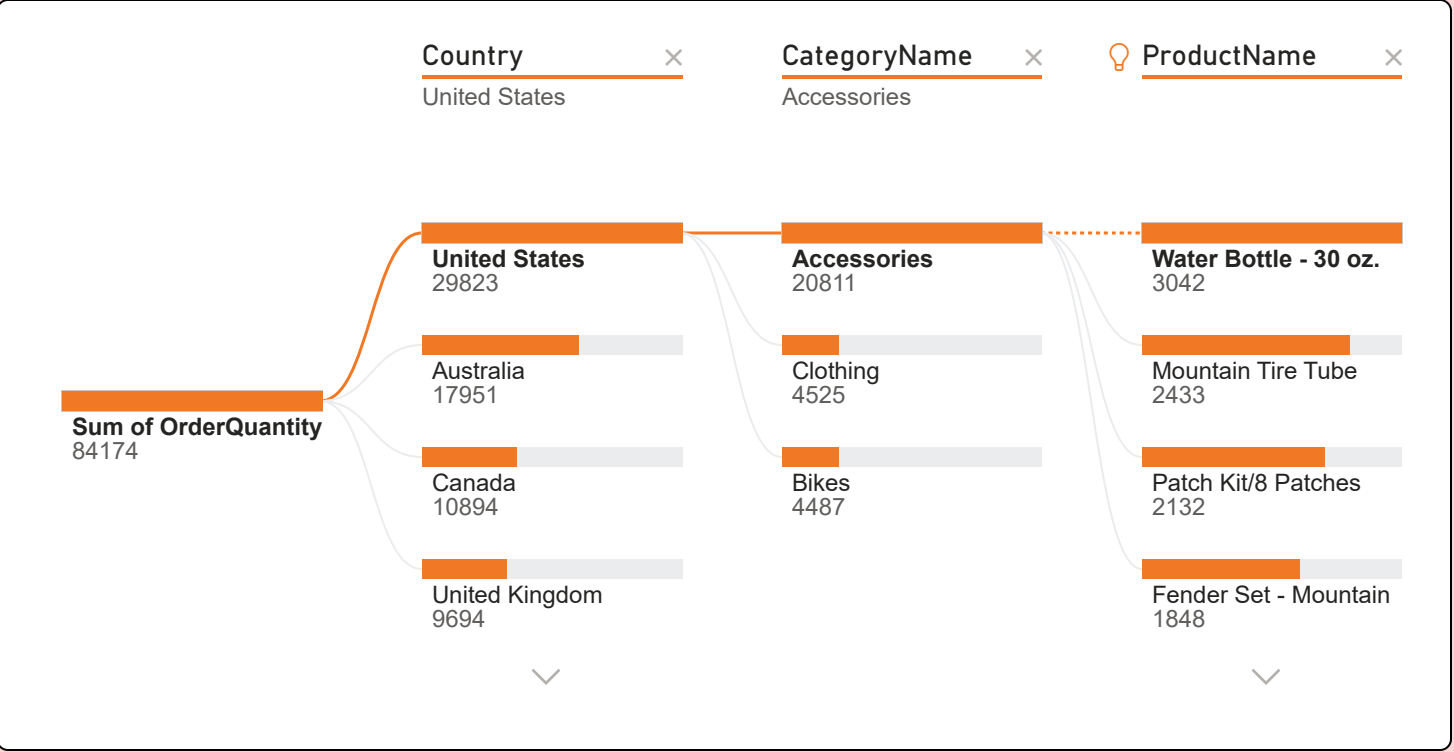 Country
CategoryName
ProductName
United States
Accessories
Sum of OrderQuantity
84174
United States
29823
Australia
17951
Canada
10894
United Kingdom
9694
Accessories
20811
Clothing
4525
Bikes
4487
Water Bottle - 30 oz.
3042
Mountain Tire Tube
2433
Patch Kit/8 Patches
2132
Fender Set - Mountain
1848